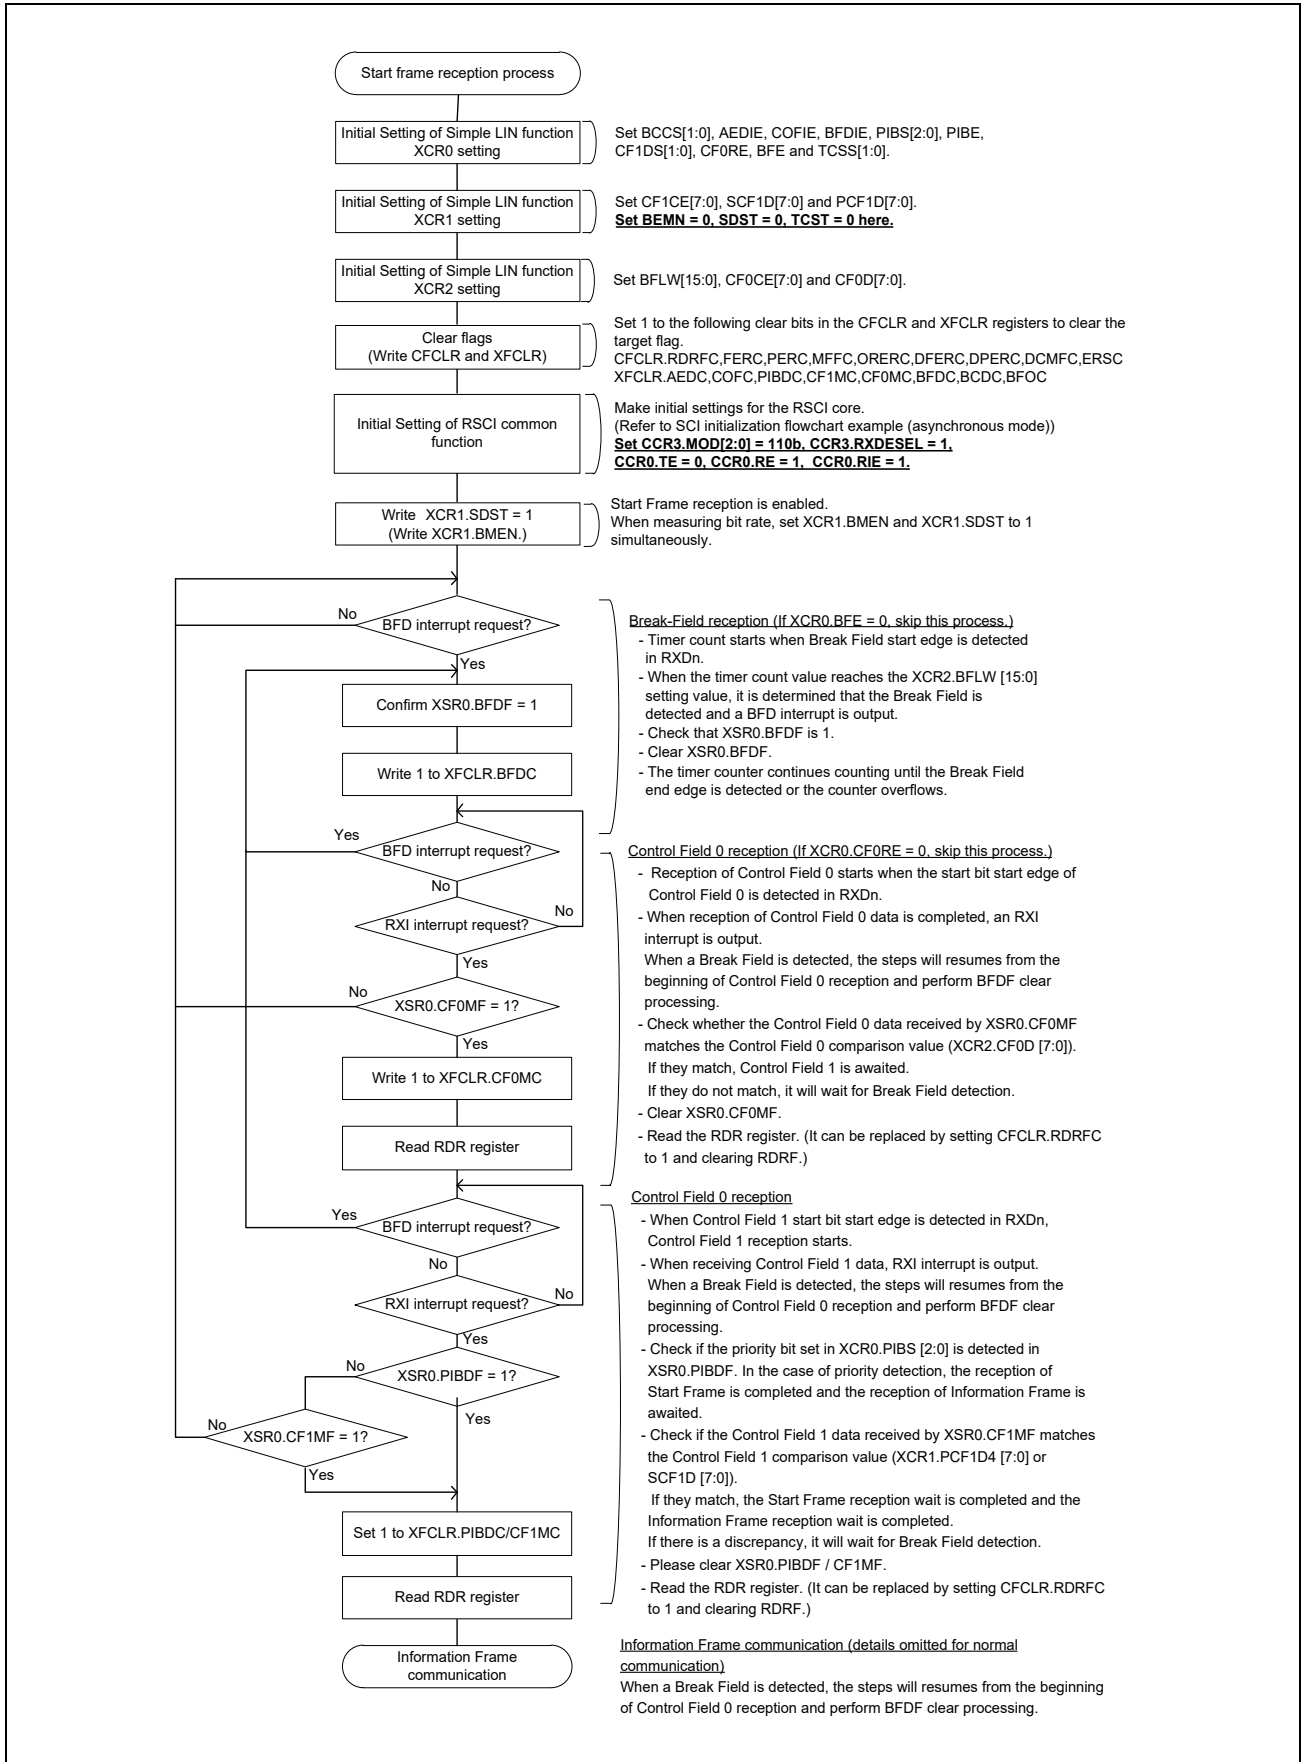 Start frame reception process
Initial Setting of Simple LIN function
XCR0 setting
Set BCCS[1:0], AEDIE, COFIE, BFDIE, PIBS[2:0], PIBE,
CF1DS[1:0], CF0RE, BFE and TCSS[1:0].
Initial Setting of Simple LIN function
XCR1 setting
Set CF1CE[7:0], SCF1D[7:0] and PCF1D[7:0].
Set BEMN = 0, SDST = 0, TCST = 0 here.
Initial Setting of Simple LIN function
XCR2 setting
Set BFLW[15:0], CF0CE[7:0] and CF0D[7:0].
Clear flags
(Write CFCLR and XFCLR)
Set 1 to the following clear bits in the CFCLR and XFCLR registers to clear the
target flag.
CFCLR.RDRFC,FERC,PERC,MFFC,ORERC,DFERC,DPERC,DCMFC,ERSC
XFCLR.AEDC,COFC,PIBDC,CF1MC,CF0MC,BFDC,BCDC,BFOC
Initial Setting of RSCI common
function
Make initial settings for the RSCI core.
(Refer to SCI initialization flowchart example (asynchronous mode))
Set CCR3.MOD[2:0] = 110b, CCR3.RXDESEL = 1,
CCR0.TE = 0, CCR0.RE = 1, CCR0.RIE = 1.
Write XCR1.SDST = 1
(Write XCR1.BMEN.)
Start Frame reception is enabled.
When measuring bit rate, set XCR1.BMEN and XCR1.SDST to 1
simultaneously.
No
BFD interrupt request?
Yes
Confirm XSR0.BFDF = 1
Write 1 to XFCLR.BFDC
Break-Field reception (If XCR0.BFE = 0, skip this process.)
- Timer count starts when Break Field start edge is detected
in RXDn.
- When the timer count value reaches the XCR2.BFLW [15:0]
setting value, it is determined that the Break Field is
detected and a BFD interrupt is output.
- Check that XSR0.BFDF is 1.
- Clear XSR0.BFDF.
- The timer counter continues counting until the Break Field
end edge is detected or the counter overflows.
Yes
BFD interrupt request?
No
RXI interrupt request?
No
Yes
No
XSR0.CF0MF = 1?
Yes
Write 1 to XFCLR.CF0MC
Read RDR register
Control Field 0 reception (If XCR0.CF0RE = 0, skip this process.)
- Reception of Control Field 0 starts when the start bit start edge of
Control Field 0 is detected in RXDn.
- When reception of Control Field 0 data is completed, an RXI
interrupt is output.
When a Break Field is detected, the steps will resumes from the
beginning of Control Field 0 reception and perform BFDF clear
processing.
- Check whether the Control Field 0 data received by XSR0.CF0MF
matches the Control Field 0 comparison value (XCR2.CF0D [7:0]).
If they match, Control Field 1 is awaited.
If they do not match, it will wait for Break Field detection.
- Clear XSR0.CF0MF.
- Read the RDR register. (It can be replaced by setting CFCLR.RDRFC
to 1 and clearing RDRF.)
Yes
BFD interrupt request?
No
RXI interrupt request?
No
Yes
No
XSR0.PIBDF = 1?
Yes
No
XSR0.CF1MF = 1?
Yes
Set 1 to XFCLR.PIBDC/CF1MC
Read RDR register
Control Field 0 reception
- When Control Field 1 start bit start edge is detected in RXDn,
Control Field 1 reception starts.
- When receiving Control Field 1 data, RXI interrupt is output.
When a Break Field is detected, the steps will resumes from the
beginning of Control Field 0 reception and perform BFDF clear
processing.
- Check if the priority bit set in XCR0.PIBS [2:0] is detected in
XSR0.PIBDF. In the case of priority detection, the reception of
Start Frame is completed and the reception of Information Frame is
awaited.
- Check if the Control Field 1 data received by XSR0.CF1MF matches
the Control Field 1 comparison value (XCR1.PCF1D4 [7:0] or
SCF1D [7:0]).
If they match, the Start Frame reception wait is completed and the
Information Frame reception wait is completed.
If there is a discrepancy, it will wait for Break Field detection.
- Please clear XSR0.PIBDF / CF1MF.
- Read the RDR register. (It can be replaced by setting CFCLR.RDRFC
to 1 and clearing RDRF.)
Information Frame
communication
Information Frame communication (details omitted for normal
communication)
When a Break Field is detected, the steps will resumes from the beginning
of Control Field 0 reception and perform BFDF clear processing.